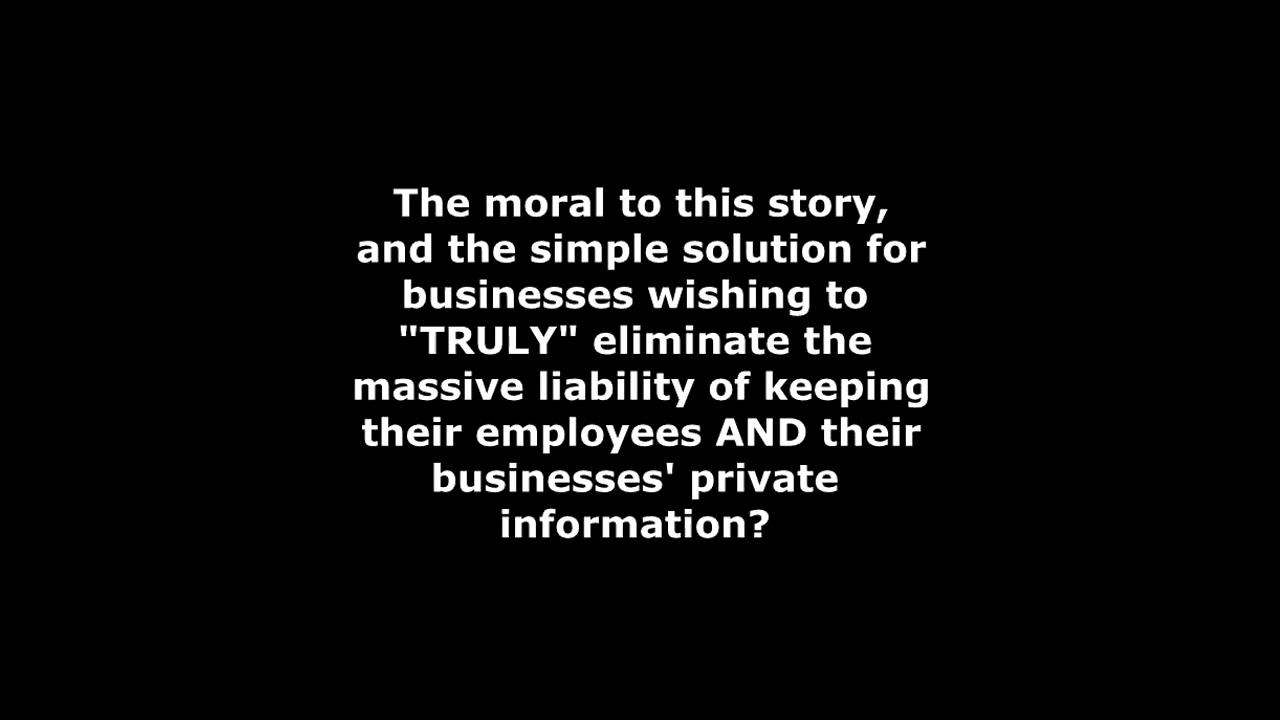 The moral to this story,
and the simple solution for
businesses wishing to
"TRULY" eliminate the
massive liability of keeping
their employees AND their
businesses' private
information?